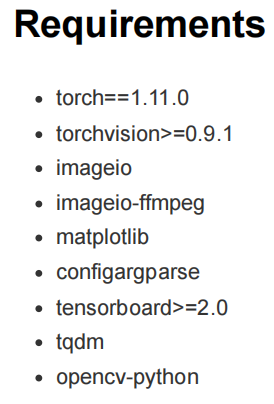 Requirements
torch==1.11.0
torchvision>=0.9.1
imageio
imageio-ffmpeg
matplotlib
configargparse
tensorboard>=2.0
tqdm
opencv-python